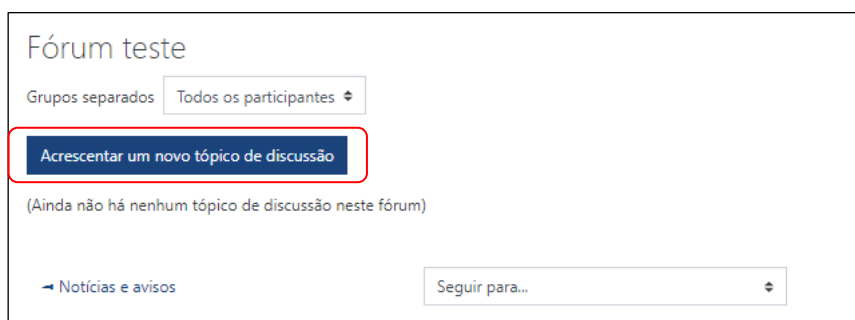 Fórum teste
Grupos separados Todos os participantes
Acrescentar um novo tópico de discussão
(Ainda não há nenhum tópico de discussão neste fórum)
Notícias e avisos Seguir para...